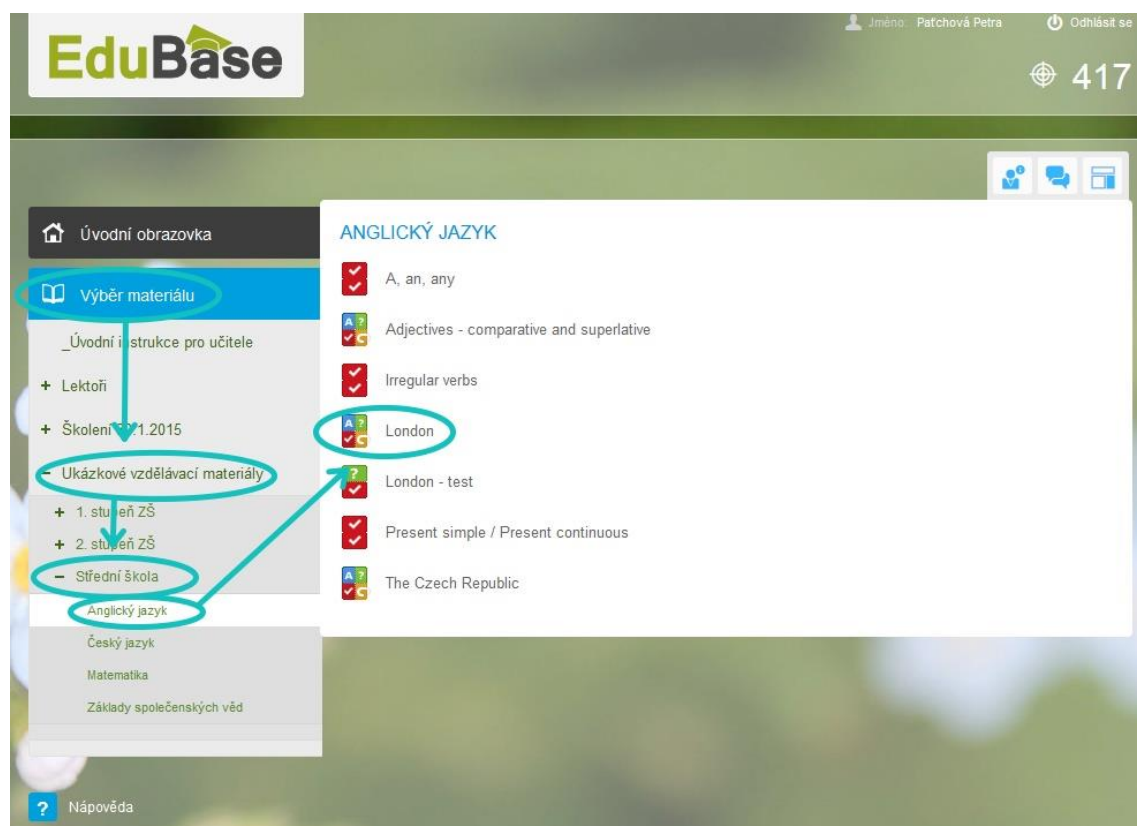 EduBase
Jméno: Paťchová Petra
Odhlásit se
417
Úvodní obrazovka
Výběr materiálu
_Úvodní instrukce pro učitele
+ Lektoři
+ Školení .1.2015
- Ukázkové vzdělávací materiály
+ 1. stupeň ZŠ
+ 2. stupeň ZŠ
- Střední škola
Anglický jazyk
Český jazyk
Matematika
Základy společenských věd
? Nápověda
ANGLICKÝ JAZYK
A, an, any
Adjectives - comparative and superlative
Irregular verbs
London
London - test
Present simple / Present continuous
The Czech Republic